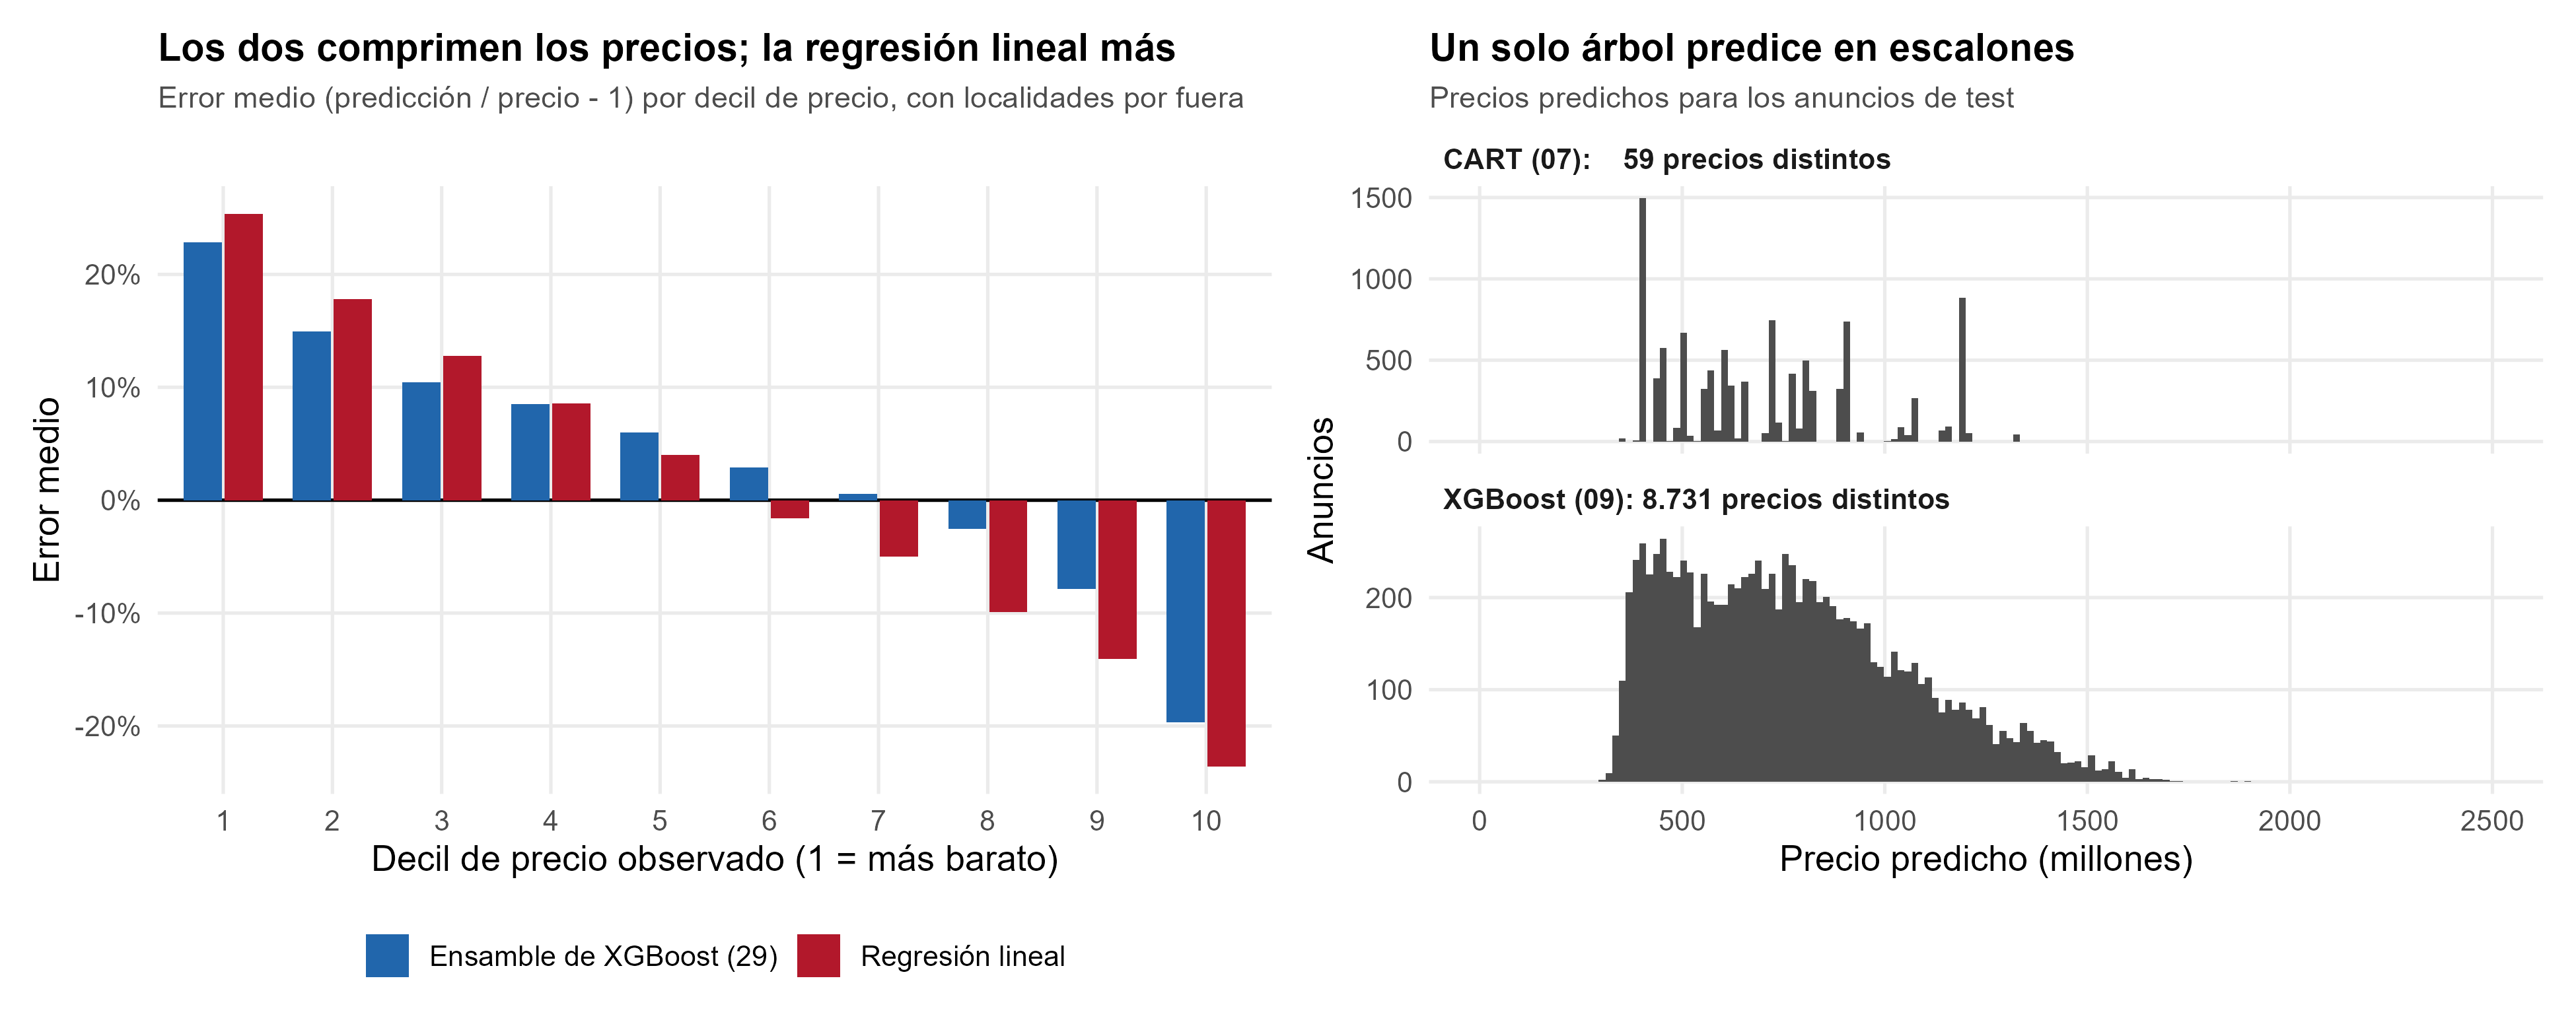 Los dos comprimen los precios; la regresión lineal más
Error medio (predicción / precio - 1) por decil de precio, con localidades por fuera
Error medio
20%
10%
0%
-10%
-20%
1 2 3 4 5 6 7 8 9 10
Decil de precio observado (1 = más barato)
Ensamble de XGBoost (29) Regresión lineal
Un solo árbol predice en escalones
Precios predichos para los anuncios de test
CART (07): 59 precios distintos
1500
1000
500
0
Anuncios
XGBoost (09): 8.731 precios distintos
200
100
0
0 500 1000 1500 2000 2500
Precio predicho (millones)